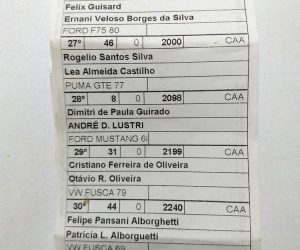 Felix Guisard
Ernani Veloso Borges da Silva
FORD F75 80
27º 46 0 2000 CAA
Rogelio Santos Silva
Lea Almeida Castilho
PUMA GTE 77
28º 8 0 2098 CAA
Dimitri de Paula Guirado
ANDRÉ D. LUSTRI
FORD MUSTANG 6
29º 31 0 2199 CAA
Cristiano Ferreira de Oliveira
Otávio R. Oliveira
VW FUSCA 79
30º 44 0 2240 CAA
Felipe Pansani Alborghetti
Patricia L. Alborguetti
VW FUSCA 69